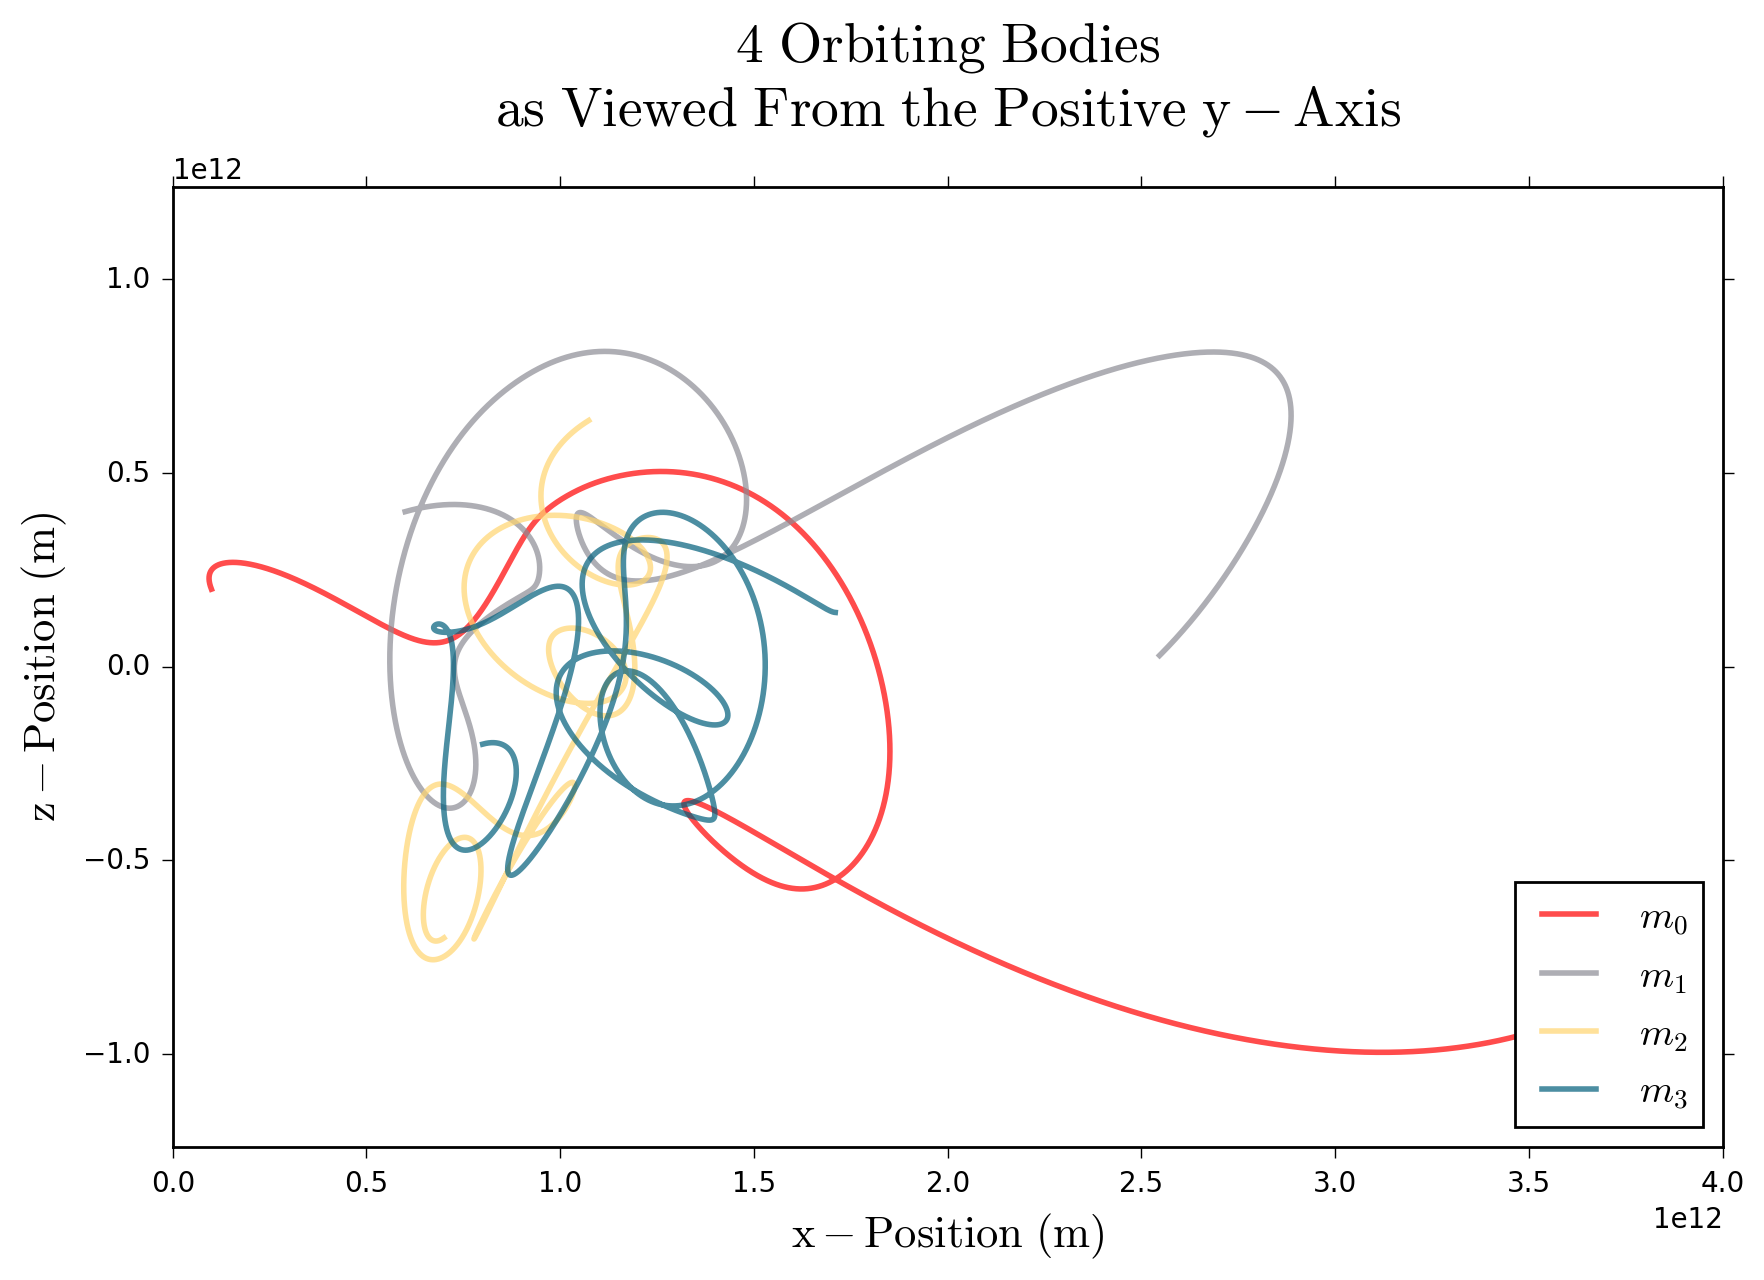 4 Orbiting Bodies
as Viewed From the Positive y − Axis
1e12
1.0
0.5
0.0
−0.5
−1.0
z − Position (m)
0.0 0.5 1.0 1.5 2.0 2.5 3.0 3.5 4.0
1e12
x − Position (m)
m₀
m₁
m₂
m₃